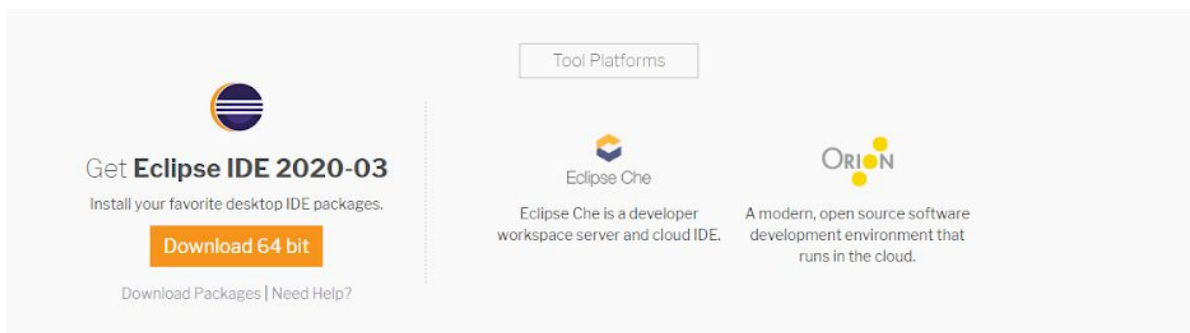 Tool Platforms
Get Eclipse IDE 2020-03
Install your favorite desktop IDE packages.
Download 64 bit
Download Packages | Need Help?
Eclipse Che
Eclipse Che is a developer
workspace server and cloud IDE.
ORION
A modern, open source software
development environment that
runs in the cloud.